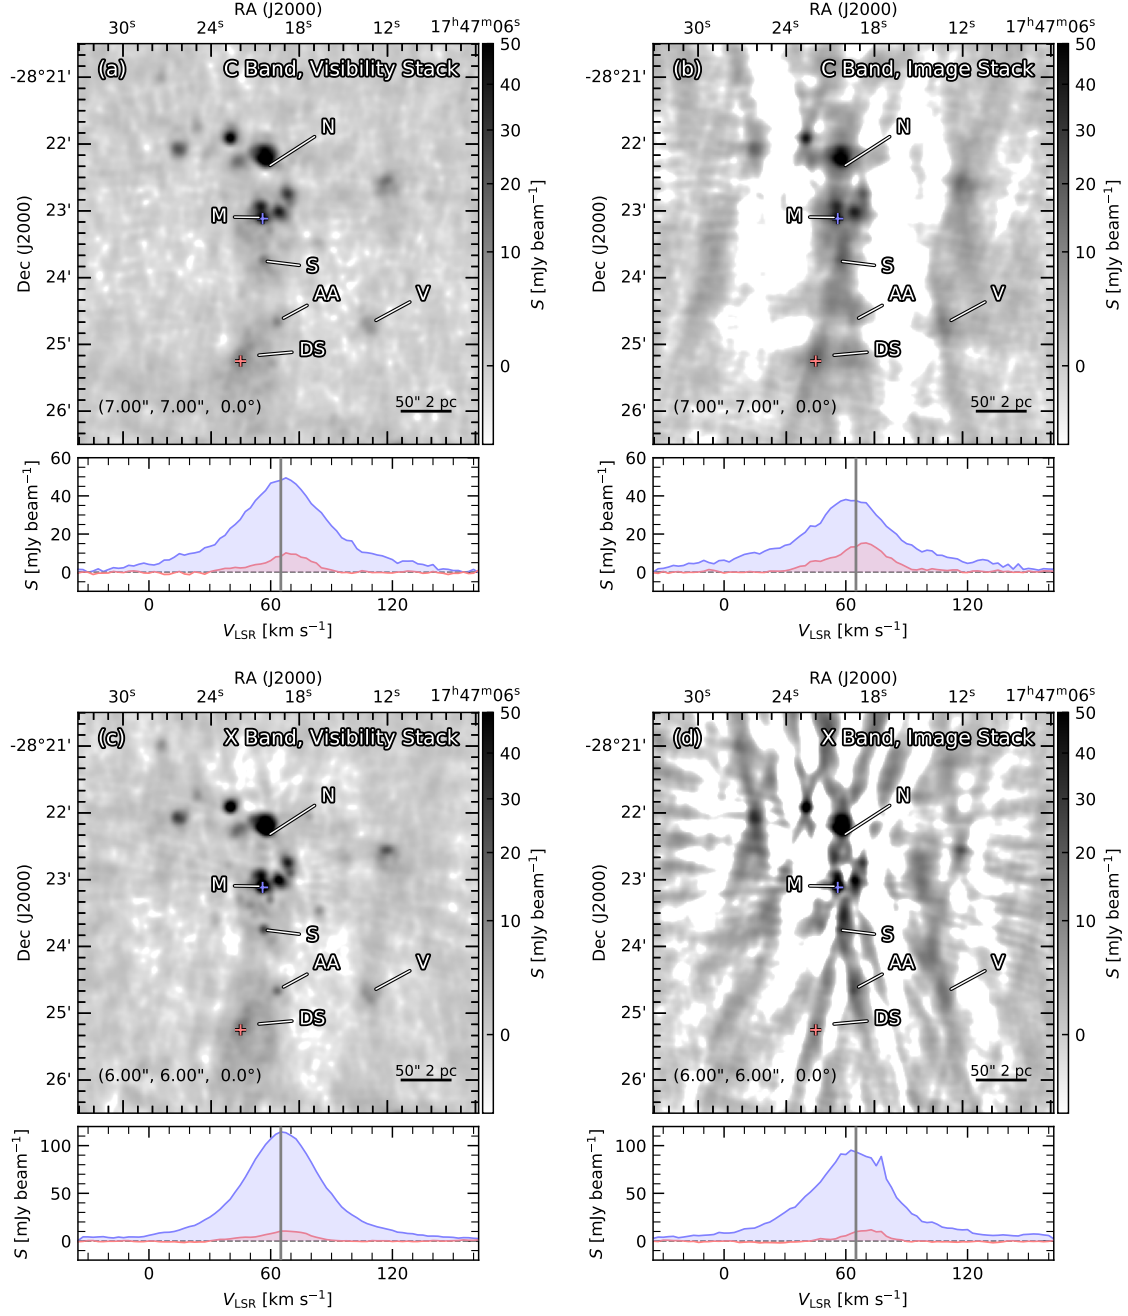 RA (J2000)
30ˢ 24ˢ 18ˢ 12ˢ 17ʰ47ᵐ06ˢ
(a) C Band, Visibility Stack
-28°21'
22'
23'
24'
25'
26'
Dec (J2000)
N
M
S
AA
V
DS
(7.00", 7.00", 0.0°)
50" 2 pc
50
40
30
20
10
0
S [mJy beam⁻¹]
60
40
20
0
S [mJy beam⁻¹]
0 60 120
V_LSR [km s⁻¹]
RA (J2000)
30ˢ 24ˢ 18ˢ 12ˢ 17ʰ47ᵐ06ˢ
(b) C Band, Image Stack
-28°21'
22'
23'
24'
25'
26'
Dec (J2000)
N
M
S
AA
V
DS
(7.00", 7.00", 0.0°)
50" 2 pc
50
40
30
20
10
0
S [mJy beam⁻¹]
60
40
20
0
S [mJy beam⁻¹]
0 60 120
V_LSR [km s⁻¹]
RA (J2000)
30ˢ 24ˢ 18ˢ 12ˢ 17ʰ47ᵐ06ˢ
(c) X Band, Visibility Stack
-28°21'
22'
23'
24'
25'
26'
Dec (J2000)
N
M
S
AA
V
DS
(6.00", 6.00", 0.0°)
50" 2 pc
50
40
30
20
10
0
S [mJy beam⁻¹]
100
50
0
S [mJy beam⁻¹]
0 60 120
V_LSR [km s⁻¹]
RA (J2000)
30ˢ 24ˢ 18ˢ 12ˢ 17ʰ47ᵐ06ˢ
(d) X Band, Image Stack
-28°21'
22'
23'
24'
25'
26'
Dec (J2000)
N
M
S
AA
V
DS
(6.00", 6.00", 0.0°)
50" 2 pc
50
40
30
20
10
0
S [mJy beam⁻¹]
100
50
0
S [mJy beam⁻¹]
0 60 120
V_LSR [km s⁻¹]